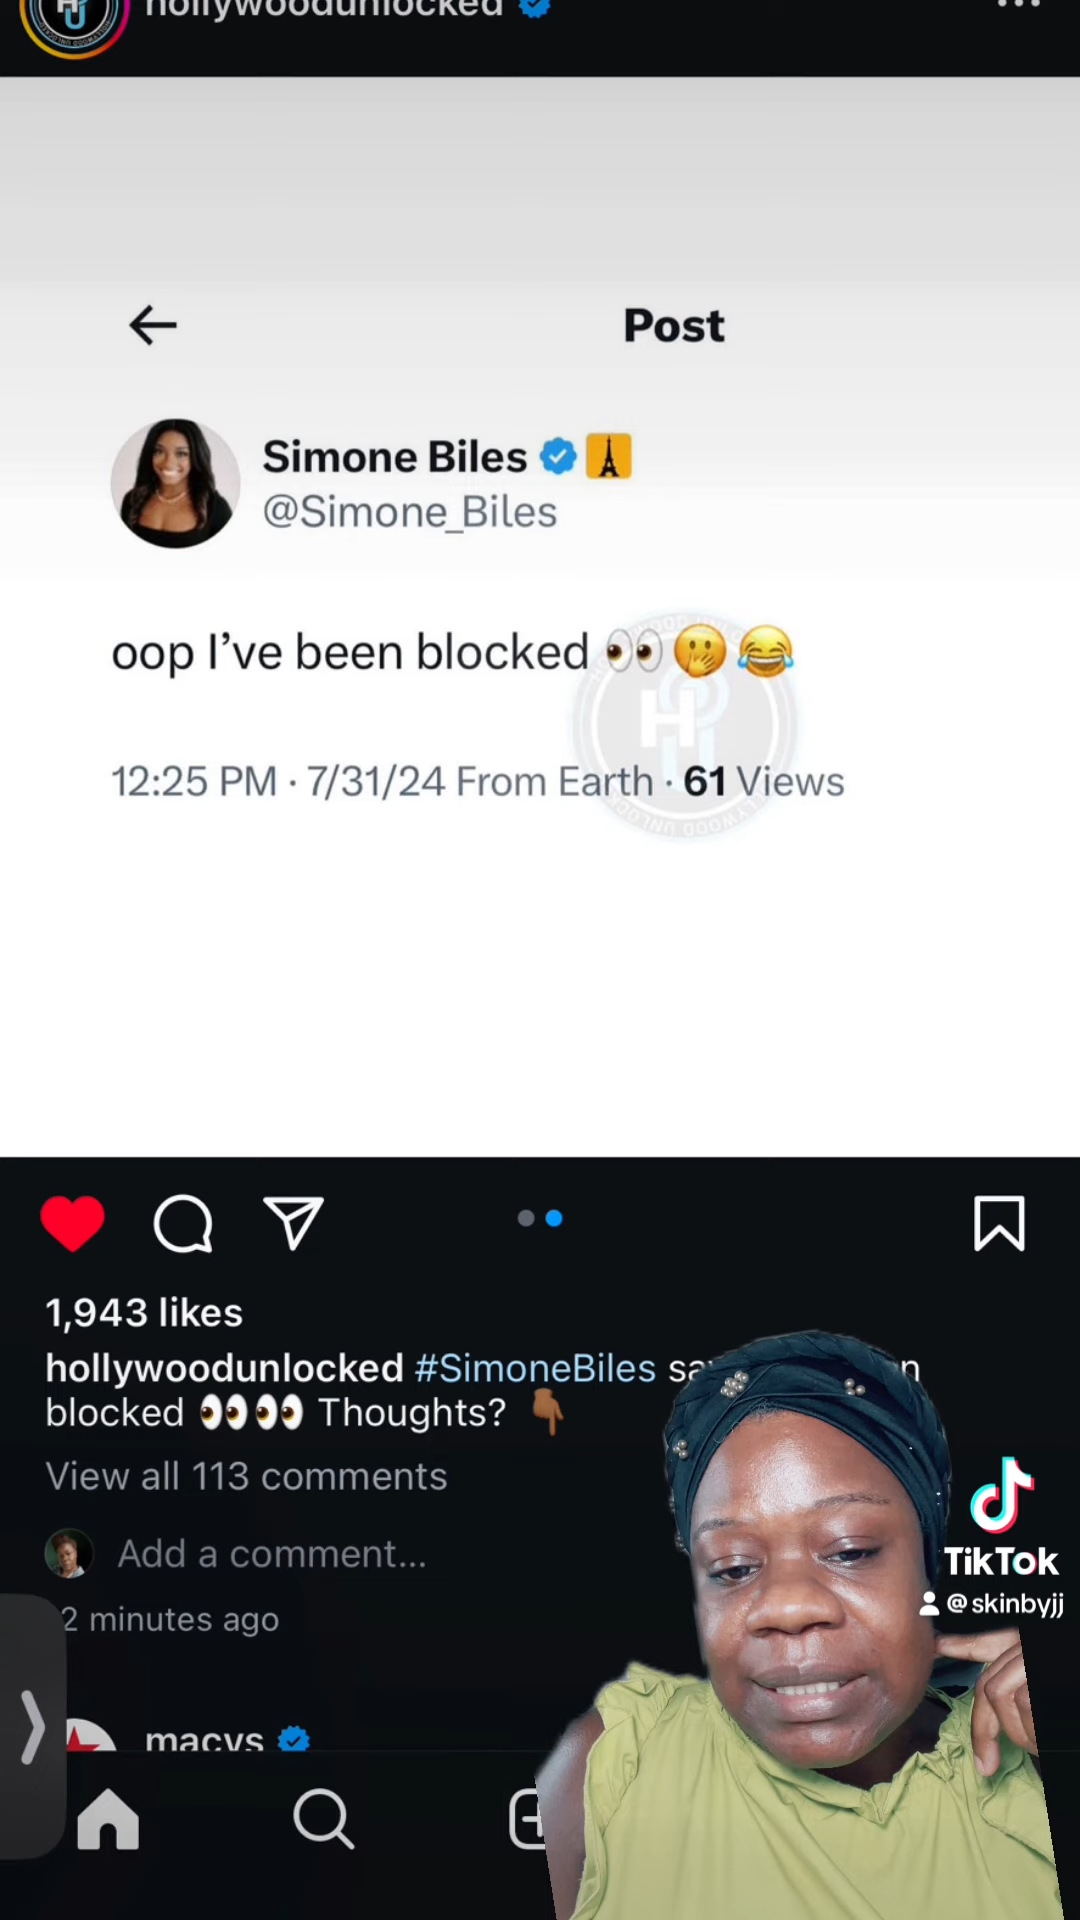 hollywoodunlocked
Post
Simone Biles
@Simone_Biles
oop I've been blocked 👀🫢😂
12:25 PM · 7/31/24 From Earth · 61 Views
1,943 likes
hollywoodunlocked #SimoneBiles
blocked 👀👀 Thoughts? 👇🏾
View all 113 comments
Add a comment...
2 minutes ago
macys
TikTok
@skinbyjj